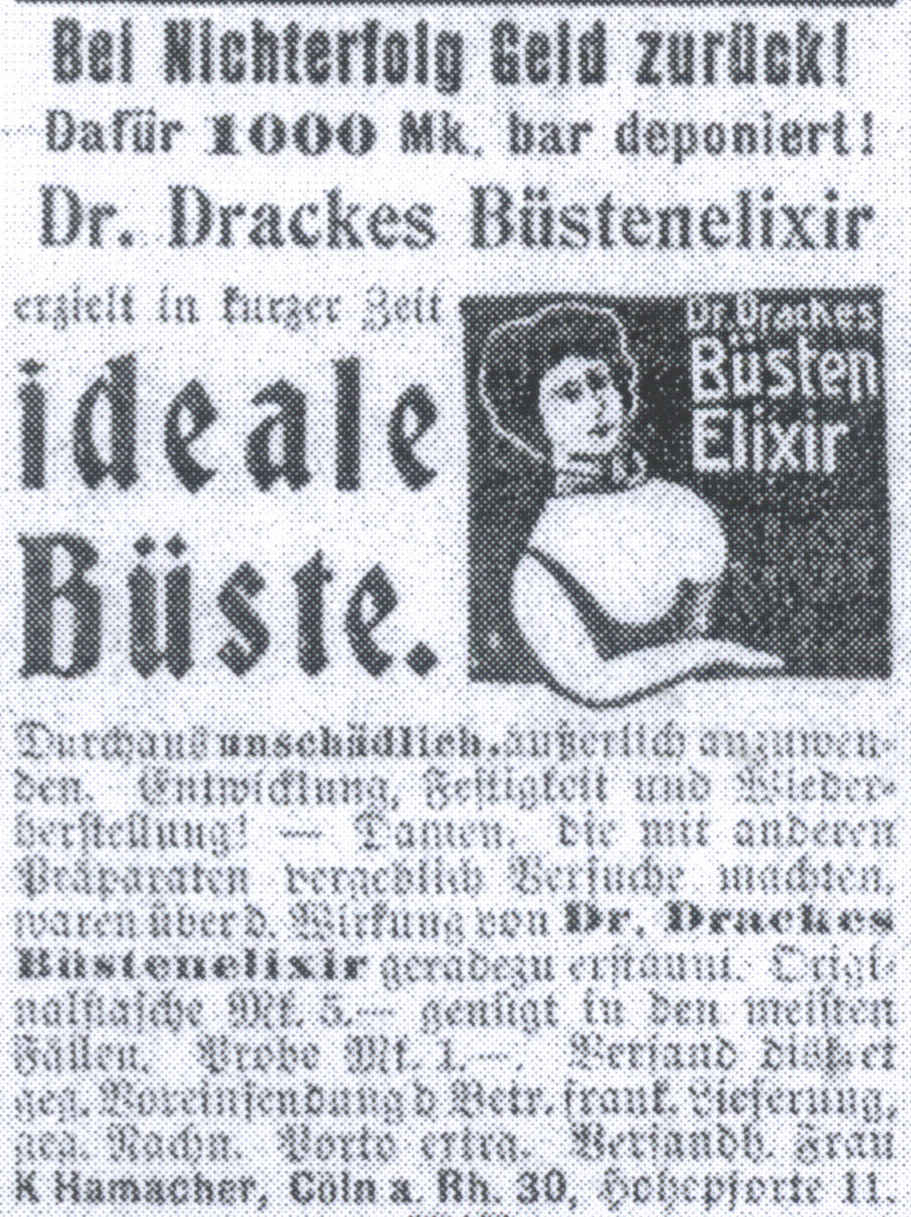 Bei Nichterfolg Geld zurück!
Dafür 1000 Mk. bar deponiert!
Dr. Drackes Büstenelixir
erzielt in kurzer Zeit
ideale
Büste.
Dr. Drackes
Büsten
Elixir
Durchaus unschädlich, äußerlich anzuwen-
den. Entwicklung, Festigkeit und Wieder-
herstellung! — Damen, die mit anderen
Präparaten vergeblich Versuche machten,
waren über d. Wirkung von Dr. Drackes
Büstenelixir geradezu erstaunt. Origi-
nalflasche Mk. 5.— genügt in den meisten
Fällen. Probe Mk. 1.—. Versand diskret
geg. Voreinsendung d Betr. frank. Lieferung,
geg. Nachn. Porto extra. Versandh. Frau
K Hamacher, Cöln a. Rh. 30, Hohepforte 11.